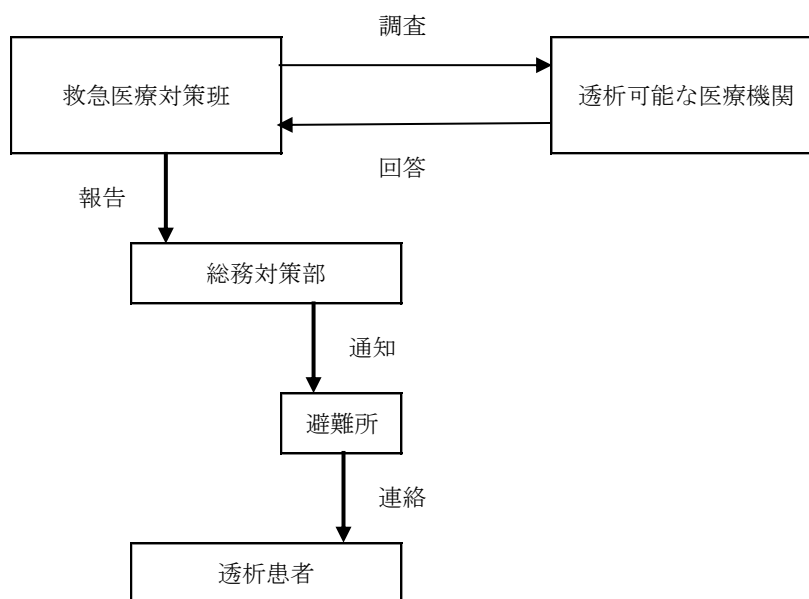 調査
救急医療対策班
透析可能な医療機関
回答
報告
総務対策部
通知
避難所
連絡
透析患者